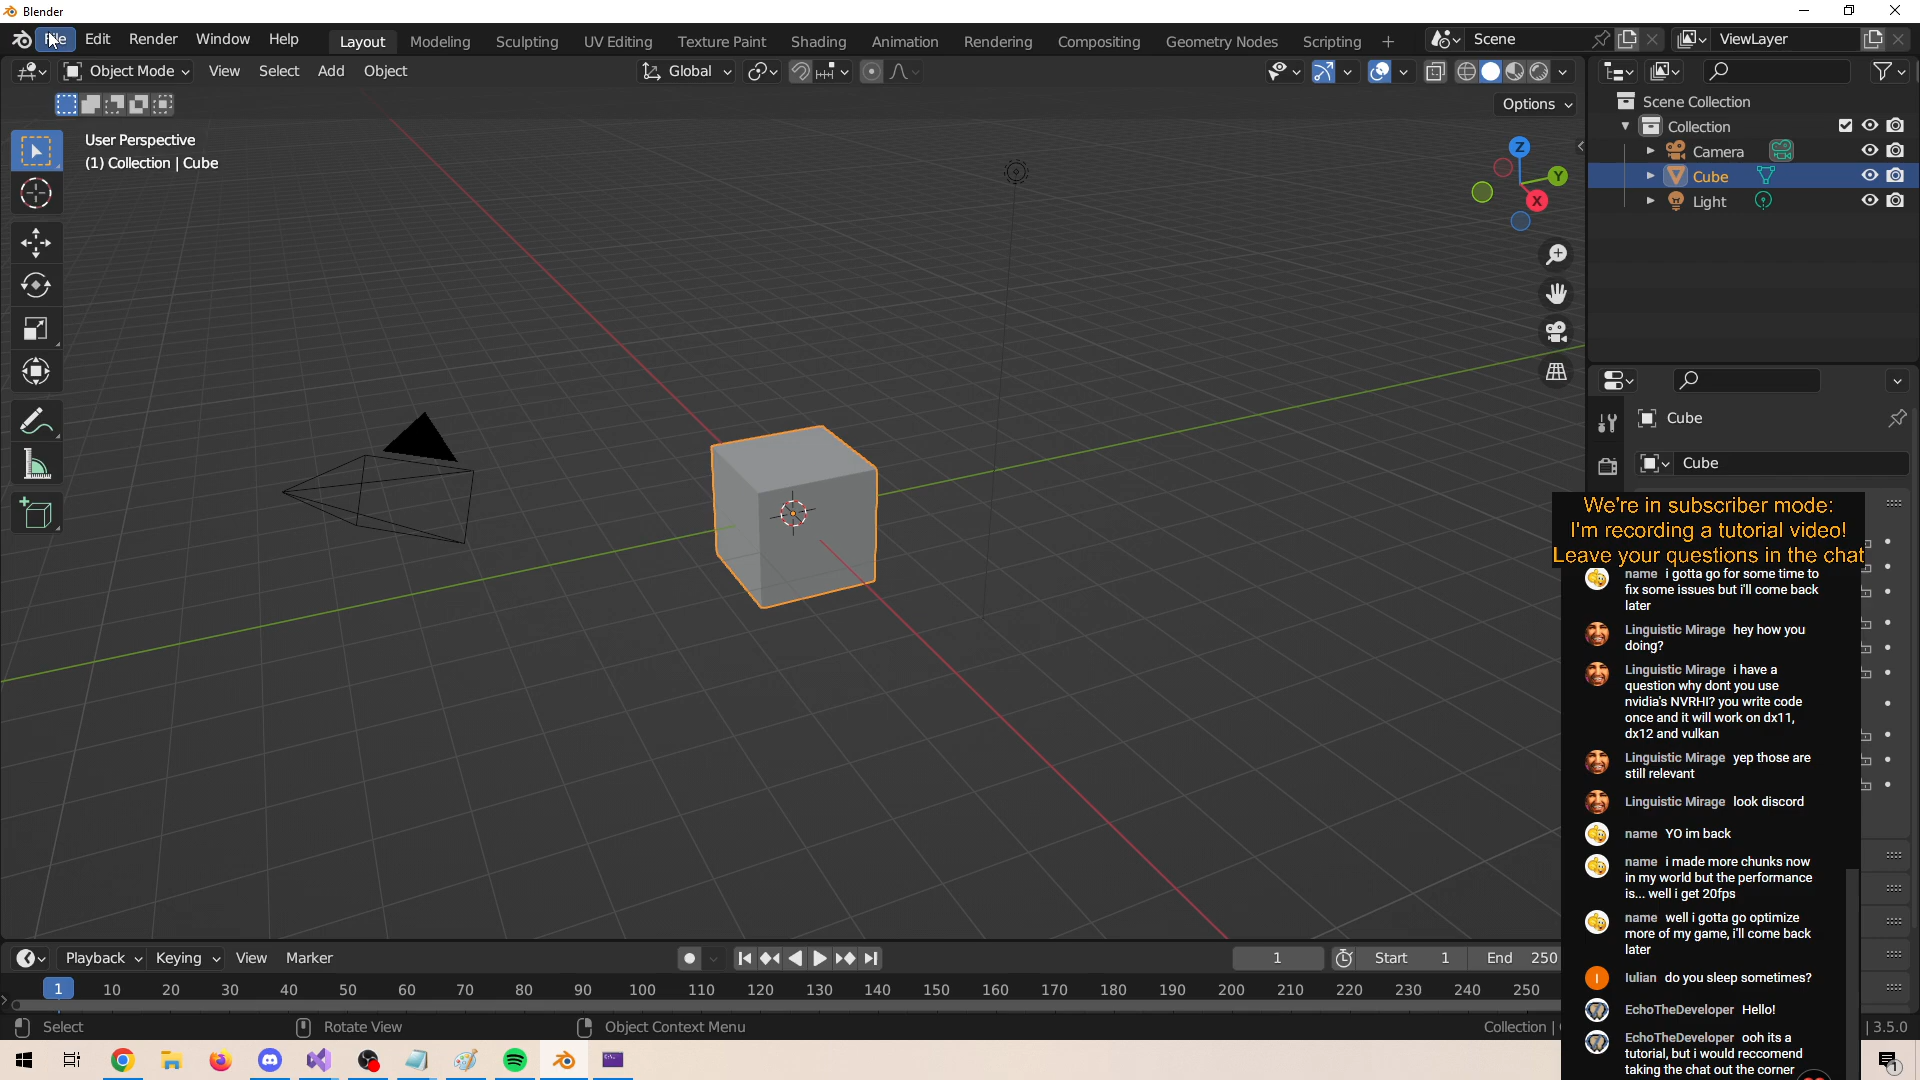 Blender
File Edit Render Window Help Layout Modeling Sculpting UV Editing Texture Paint Shading Animation Rendering Compositing Geometry Nodes Scripting + Scene ViewLayer
Object Mode View Select Add Object Global
Options
User Perspective
(1) Collection | Cube
Z
Y
X
Scene Collection
Collection
Camera
Cube
Light
Cube
Cube
We're in subscriber mode:
I'm recording a tutorial video!
Leave your questions in the chat
name i gotta go for some time to
fix some issues but i'll come back
later
Linguistic Mirage hey how you
doing?
Linguistic Mirage i have a
question why dont you use
nvidia's NVRHI? you write code
once and it will work on dx11,
dx12 and vulkan
Linguistic Mirage yep those are
still relevant
Linguistic Mirage look discord
name YO im back
name i made more chunks now
in my world but the performance
is... well i get 20fps
name well i gotta go optimize
more of my game, i'll come back
later
I Iulian do you sleep sometimes?
EchoTheDeveloper Hello!
EchoTheDeveloper ooh its a
tutorial, but i would reccomend
taking the chat out the corner
Playback Keying View Marker 1 Start 1 End 250
1 10 20 30 40 50 60 70 80 90 100 110 120 130 140 150 160 170 180 190 200 210 220 230 240 250
Select Rotate View Object Context Menu Collection | 3.5.0
1